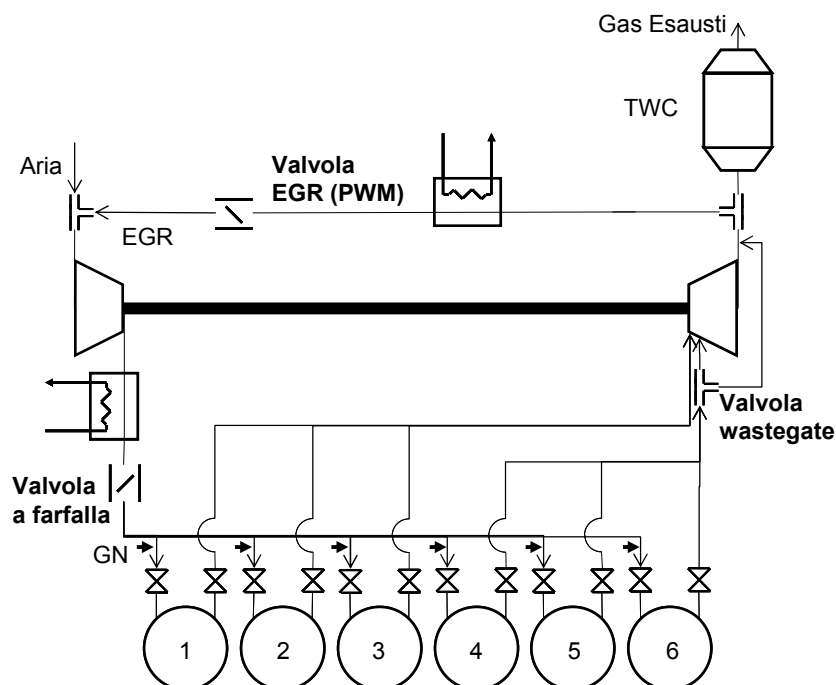 Gas Esausti
TWC
Aria
Valvola
EGR (PWM)
EGR
Valvola
wastegate
Valvola
a farfalla
GN
1 2 3 4 5 6